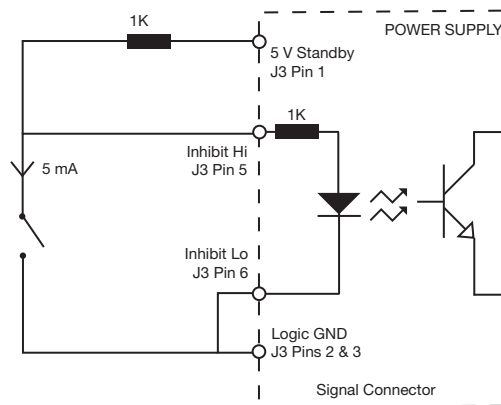 1K
POWER SUPPLY
5 V Standby
J3 Pin 1
1K
Inhibit Hi
J3 Pin 5
5 mA
Inhibit Lo
J3 Pin 6
Logic GND
J3 Pins 2 & 3
Signal Connector